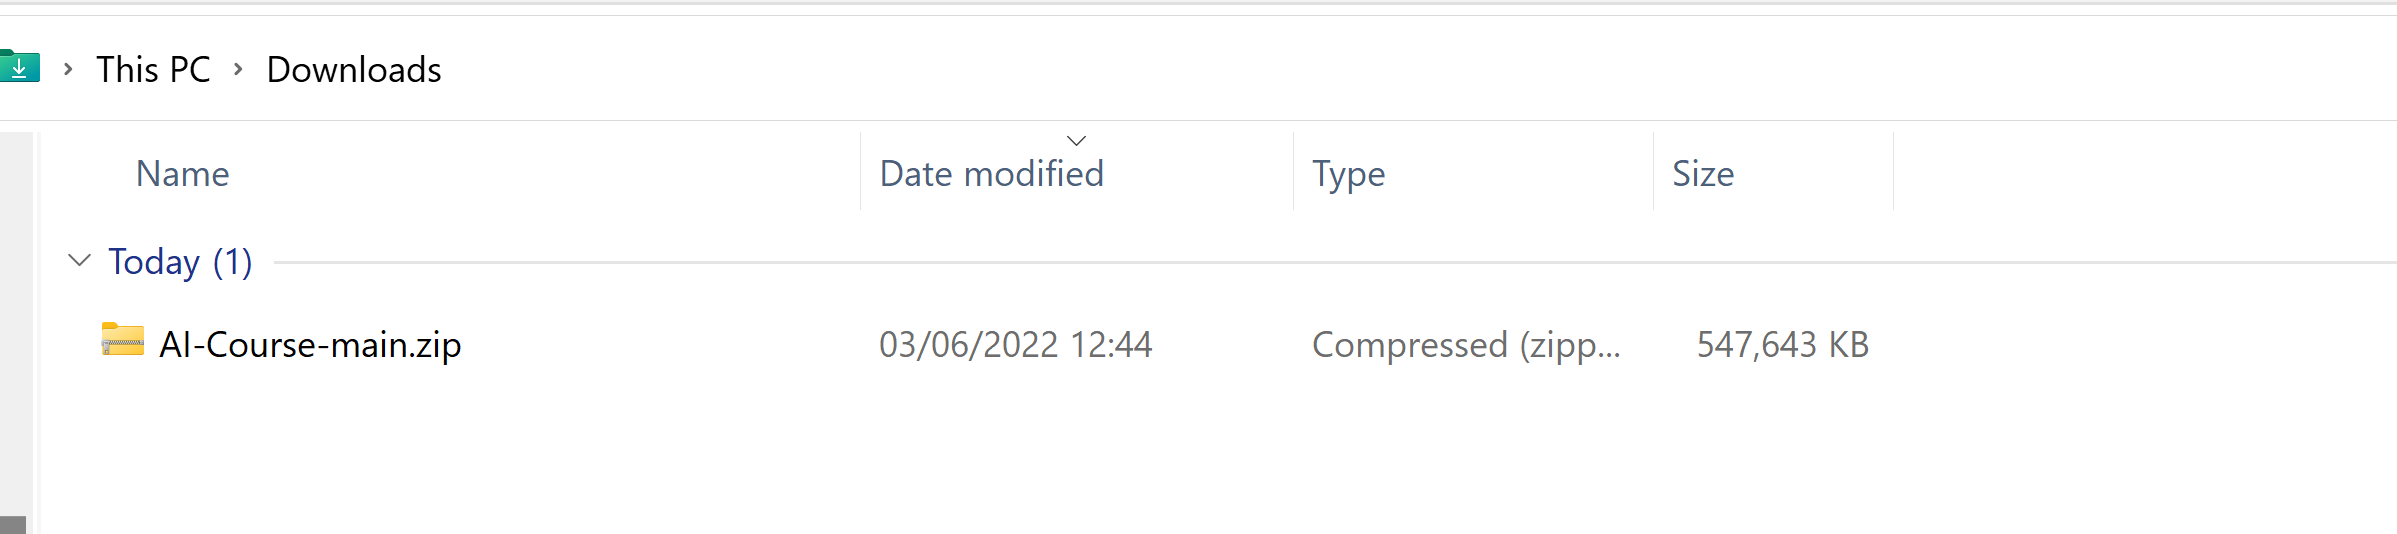 This PC Downloads
Name Date modified Type Size
Today (1)
AI-Course-main.zip 03/06/2022 12:44 Compressed (zipp... 547,643 KB